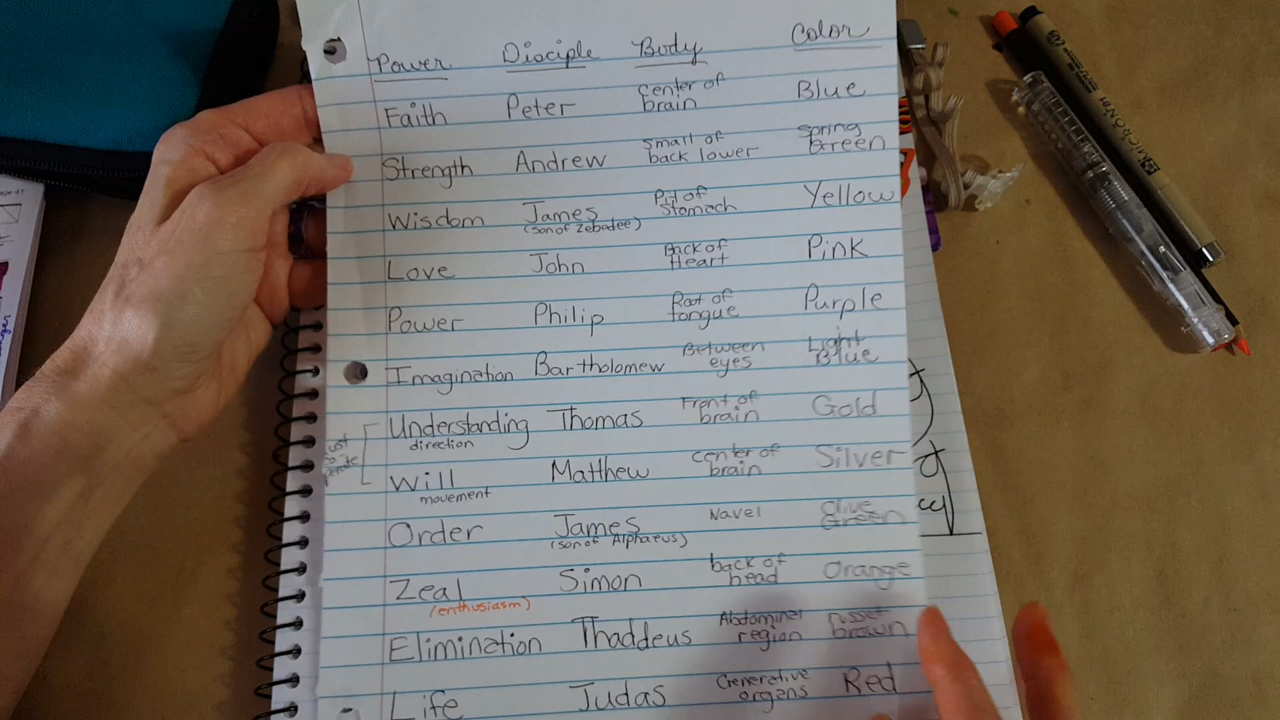 Power Disciple Body Color
Faith Peter center of brain Blue
Strength Andrew small of back lower Spring Green
Wisdom James (son of Zebadee) Pit of Stomach Yellow
Love John Back of Heart Pink
Power Philip Root of tongue Purple
Imagination Bartholomew Between eyes Light Blue
Understanding direction Thomas Front of brain Gold
Will movement Matthew center of brain Silver
Order James (son of Alphaeus) Navel Olive Green
Zeal (enthusiasm) Simon back of head Orange
Elimination Thaddeus Abdominal region russet brown
Life Judas Generative organs Red
MICRON